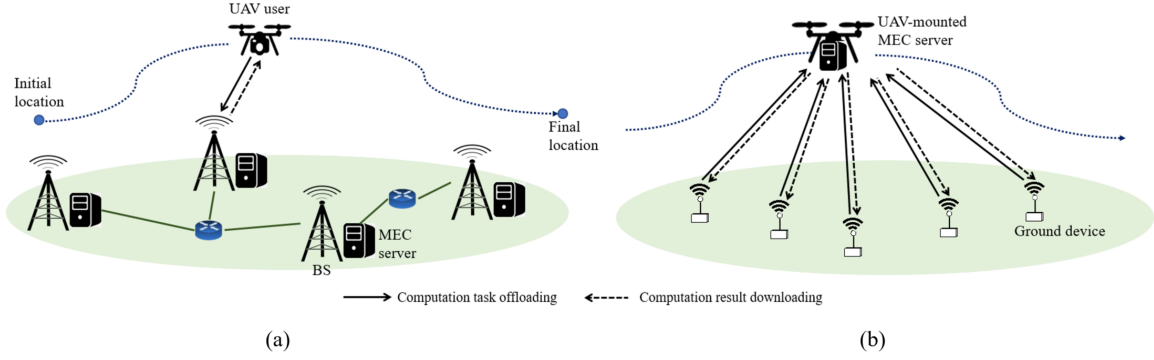 UAV user
Initial
location
Final
location
MEC
server
BS
UAV-mounted
MEC server
Ground device
Computation task offloading
Computation result downloading
(a)
(b)